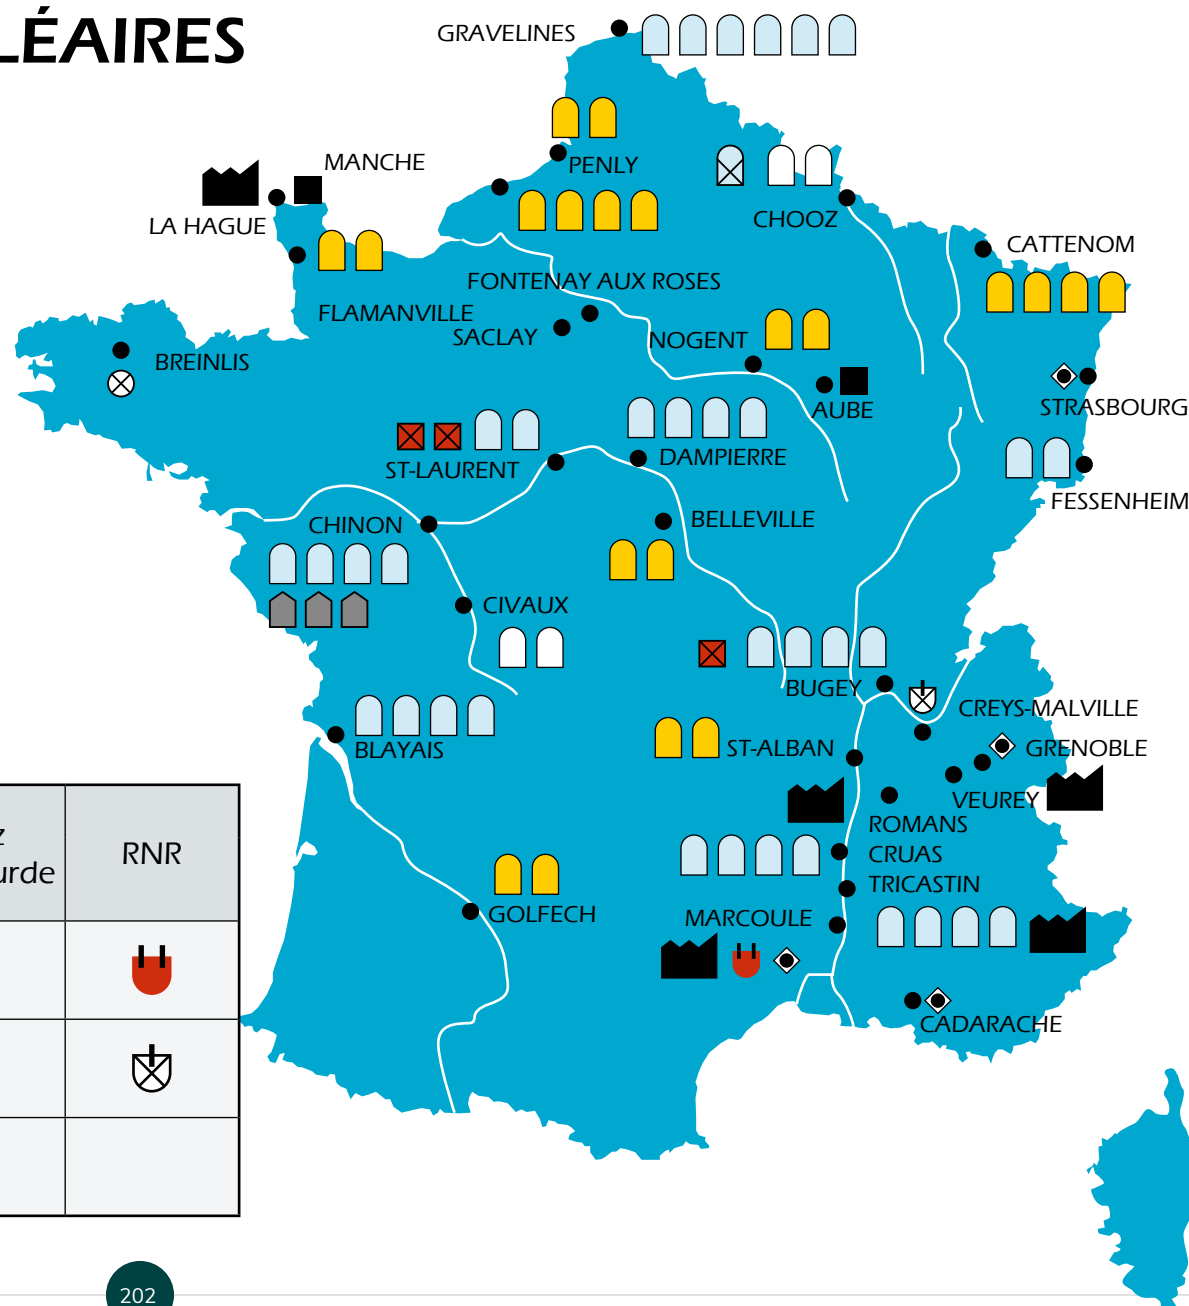 LÉAIRES
GRAVELINES
MANCHE
PENLY
LA HAGUE
CHOOZ
CATTENOM
FONTENAY AUX ROSES
FLAMANVILLE
SACLAY
NOGENT
BREINLIS
AUBE
STRASBOURG
ST-LAURENT
DAMPIERRE
FESSENHEIM
CHINON
BELLEVILLE
CIVAUX
BUGEY
CREYS-MALVILLE
BLAYAIS
ST-ALBAN
GRENOBLE
VEUREY
ROMANS
CRUAS
TRICASTIN
GOLFECH
MARCOULE
CADARACHE
z
urde
RNR
202